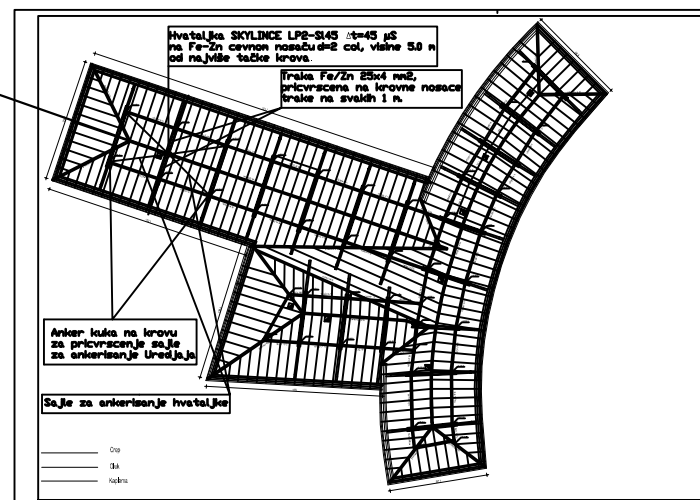 Hvataljka SKYLINCE LP2-S145 Δt=45 µS
na Fe-Zn cevnom nosaču d=2 col, visine 5.0 m
od najviše tačke krova.
Traka Fe/Zn 25x4 mm2,
pricvrscena na krovne nosace
trake na svakih 1 m.
Anker kuka na krovu
za pricvrscenje sajle
za ankerisanje Uredjaja
Sajle za ankerisanje hvataljke
Crep
Oluk